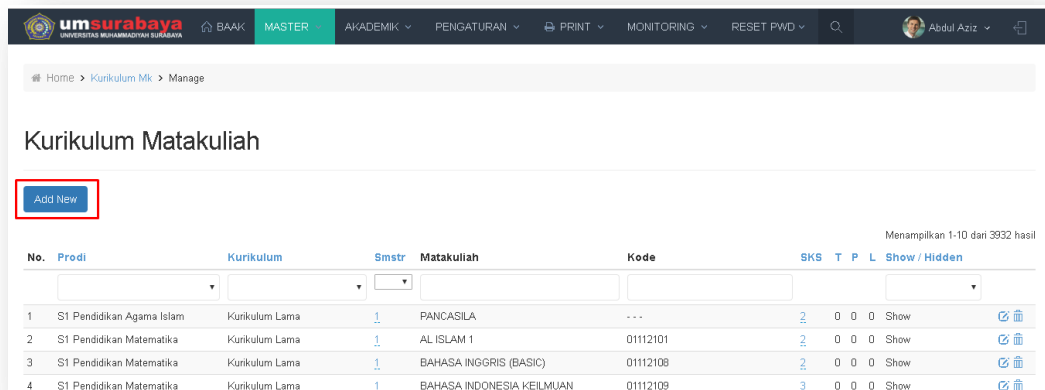 umsurabaya
UNIVERSITAS MUHAMMADIYAH SURABAYA
BAAK MASTER AKADEMIK PENGATURAN PRINT MONITORING RESET PWD Abdul Aziz
Home > Kurikulum Mk > Manage
Kurikulum Matakuliah
Add New
Menampilkan 1-10 dari 3932 hasil
No. Prodi Kurikulum Smstr Matakuliah Kode SKS T P L Show / Hidden
1 S1 Pendidikan Agama Islam Kurikulum Lama 1 PANCASILA - - - 2 0 0 0 Show
2 S1 Pendidikan Matematika Kurikulum Lama 1 AL ISLAM 1 01112101 2 0 0 0 Show
3 S1 Pendidikan Matematika Kurikulum Lama 1 BAHASA INGGRIS (BASIC) 01112108 2 0 0 0 Show
4 S1 Pendidikan Matematika Kurikulum Lama 1 BAHASA INDONESIA KEILMUAN 01112109 3 0 0 0 Show